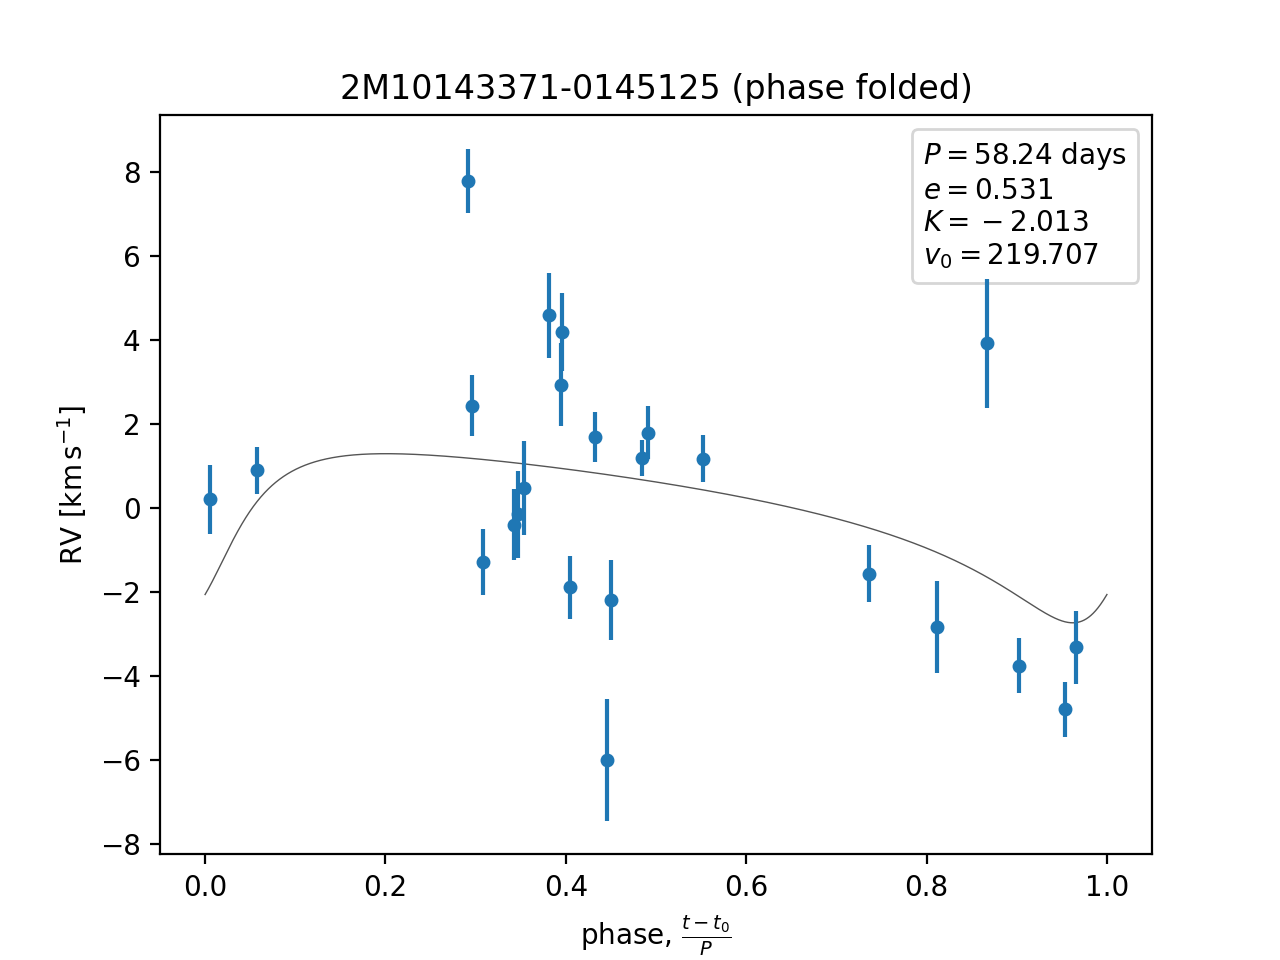 2M10143371-0145125 (phase folded)
P = 58.24 days
e = 0.531
K = −2.013
v₀ = 219.707
RV [km s⁻¹]
8
6
4
2
0
−2
−4
−6
−8
0.0 0.2 0.4 0.6 0.8 1.0
phase, (t − t₀)/P